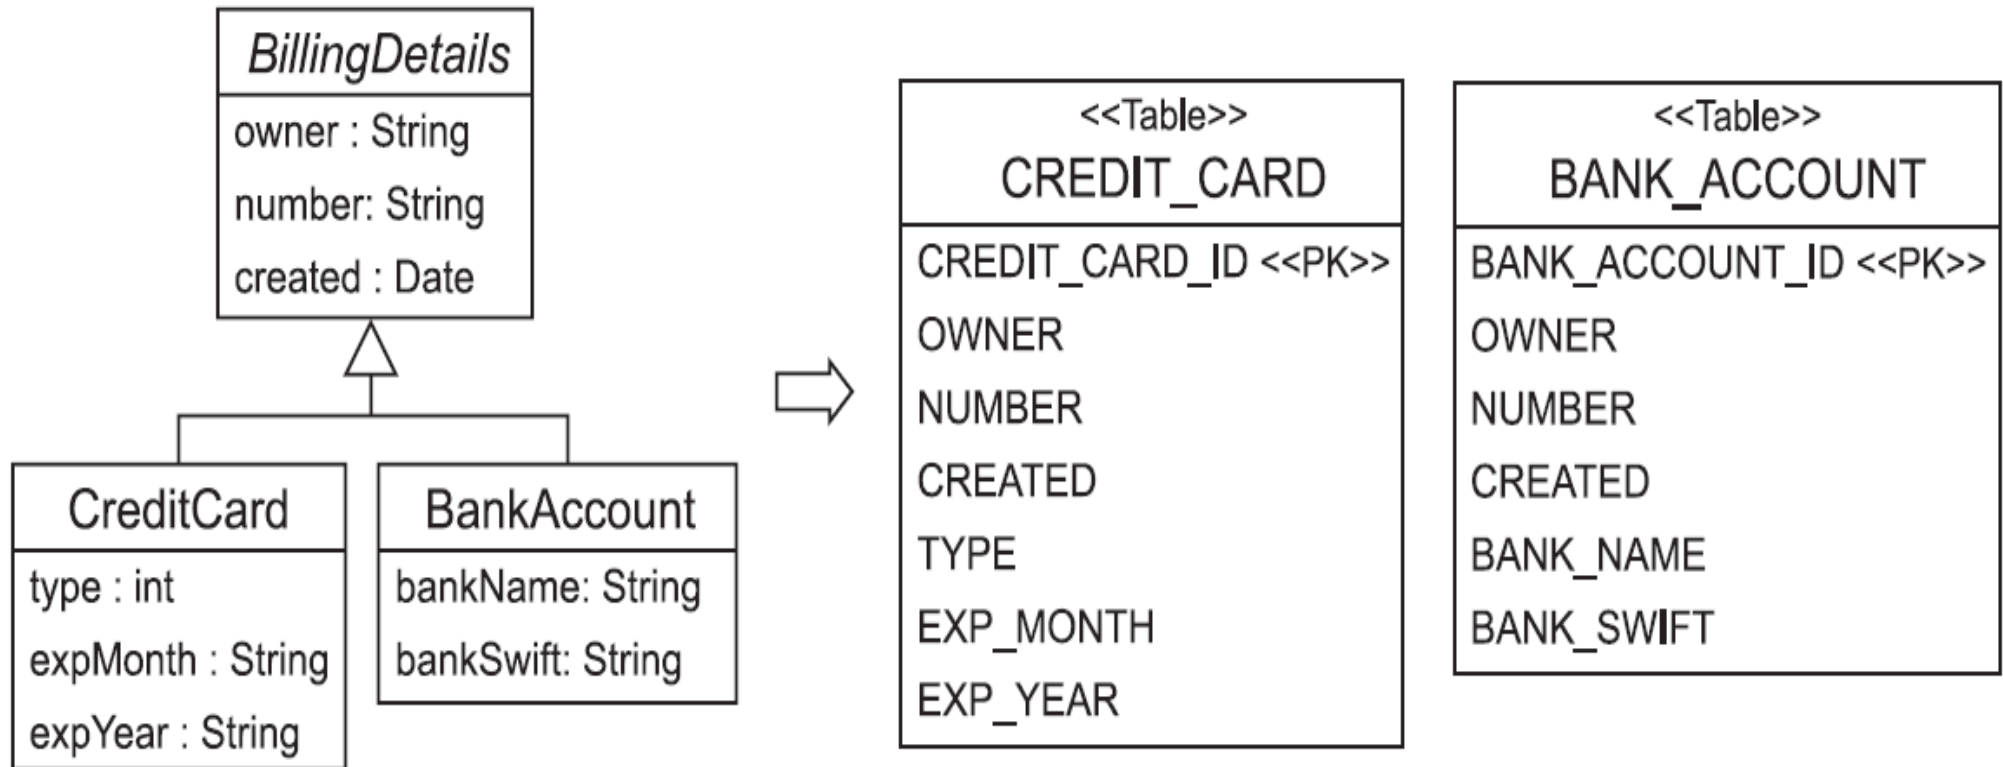 BillingDetails
owner : String
number: String
created : Date
CreditCard
type : int
expMonth : String
expYear : String
BankAccount
bankName: String
bankSwift: String
<<Table>>
CREDIT_CARD
CREDIT_CARD_ID <<PK>>
OWNER
NUMBER
CREATED
TYPE
EXP_MONTH
EXP_YEAR
<<Table>>
BANK_ACCOUNT
BANK_ACCOUNT_ID <<PK>>
OWNER
NUMBER
CREATED
BANK_NAME
BANK_SWIFT